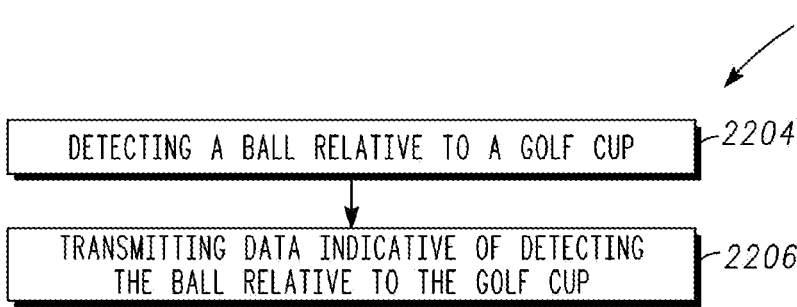 DETECTING A BALL RELATIVE TO A GOLF CUP
2204
TRANSMITTING DATA INDICATIVE OF DETECTING
THE BALL RELATIVE TO THE GOLF CUP
2206